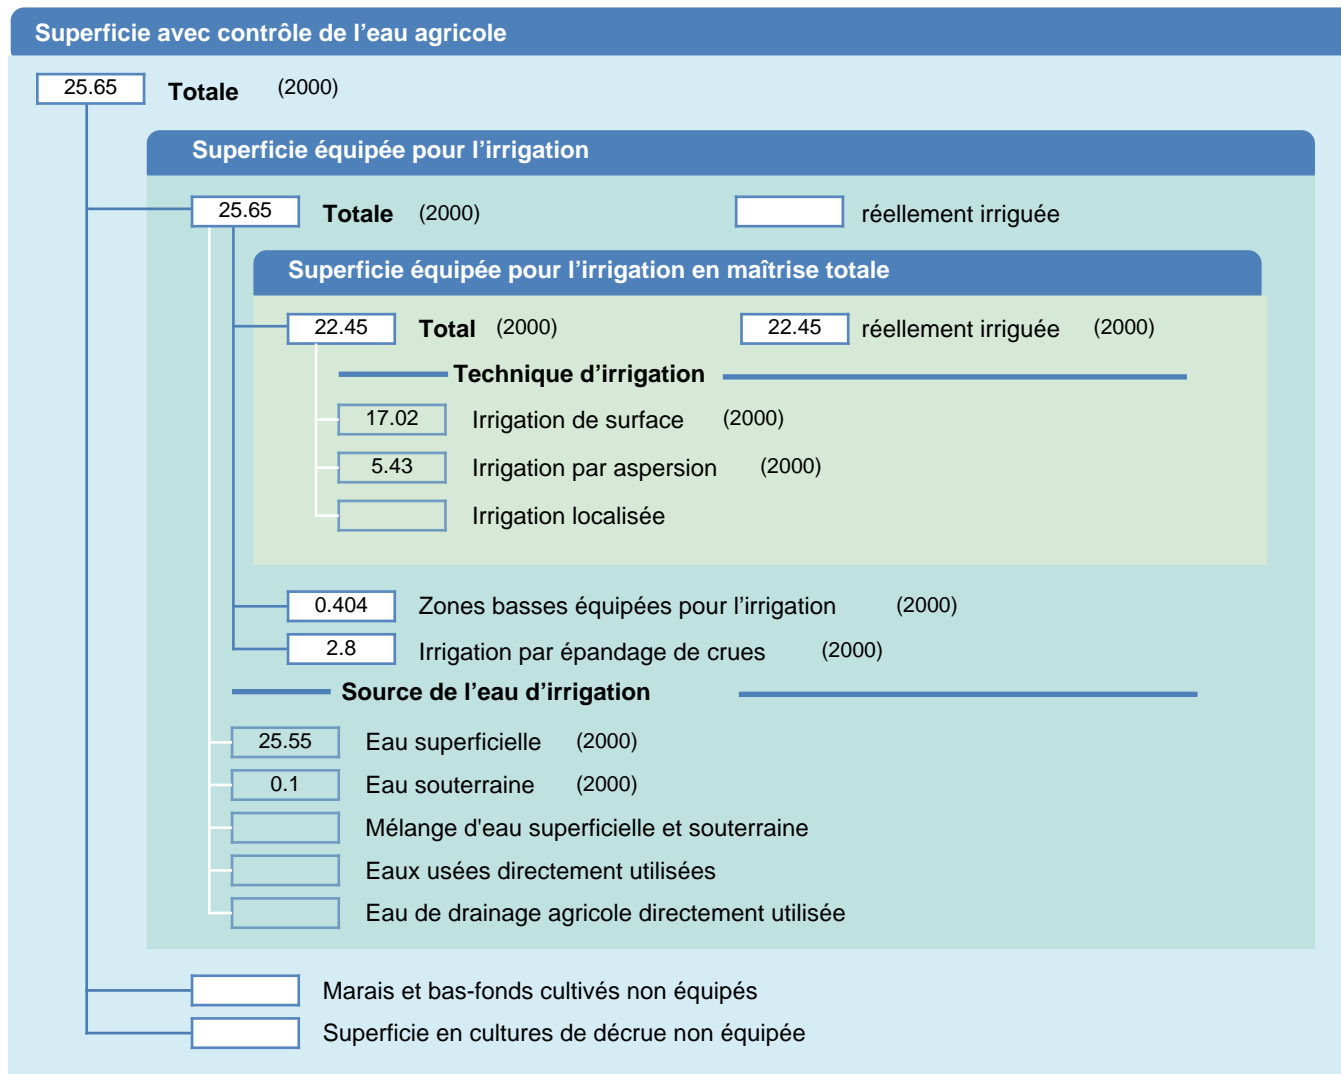 Superficie avec contrôle de l'eau agricole
25.65 Totale (2000)
Superficie équipée pour l'irrigation
25.65 Totale (2000) réellement irriguée
Superficie équipée pour l'irrigation en maîtrise totale
22.45 Total (2000) 22.45 réellement irriguée (2000)
Technique d'irrigation
17.02 Irrigation de surface (2000)
5.43 Irrigation par aspersion (2000)
Irrigation localisée
0.404 Zones basses équipées pour l'irrigation (2000)
2.8 Irrigation par épandage de crues (2000)
Source de l'eau d'irrigation
25.55 Eau superficielle (2000)
0.1 Eau souterraine (2000)
Mélange d'eau superficielle et souterraine
Eaux usées directement utilisées
Eau de drainage agricole directement utilisée
Marais et bas-fonds cultivés non équipés
Superficie en cultures de décrue non équipée